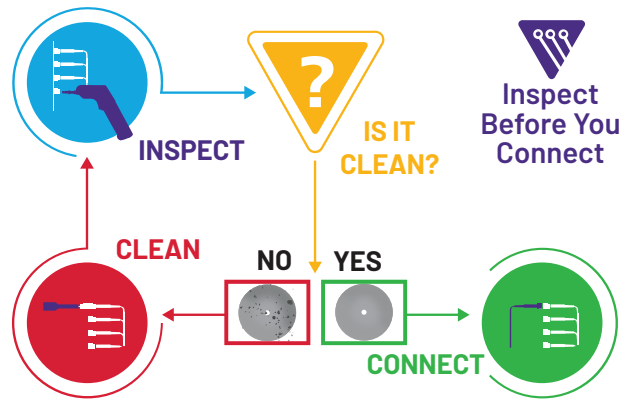 INSPECT
?
IS IT
CLEAN?
Inspect
Before You
Connect
CLEAN
NO
YES
CONNECT